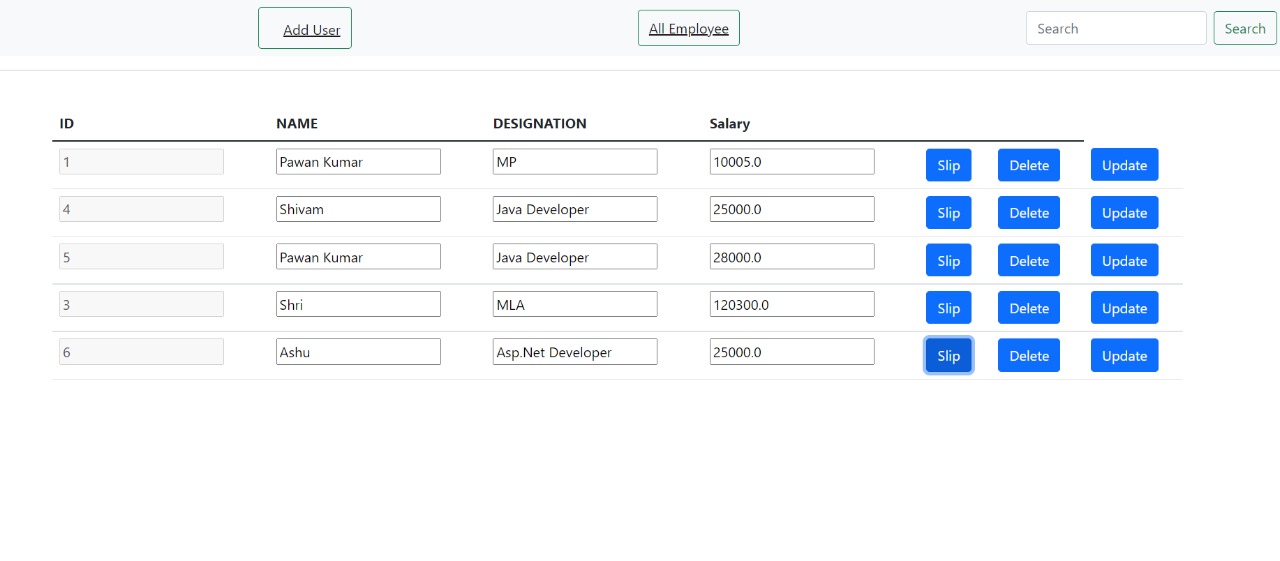 Add User All Employee Search Search
ID NAME DESIGNATION Salary
1 Pawan Kumar MP 10005.0 Slip Delete Update
4 Shivam Java Developer 25000.0 Slip Delete Update
5 Pawan Kumar Java Developer 28000.0 Slip Delete Update
3 Shri MLA 120300.0 Slip Delete Update
6 Ashu Asp.Net Developer 25000.0 Slip Delete Update